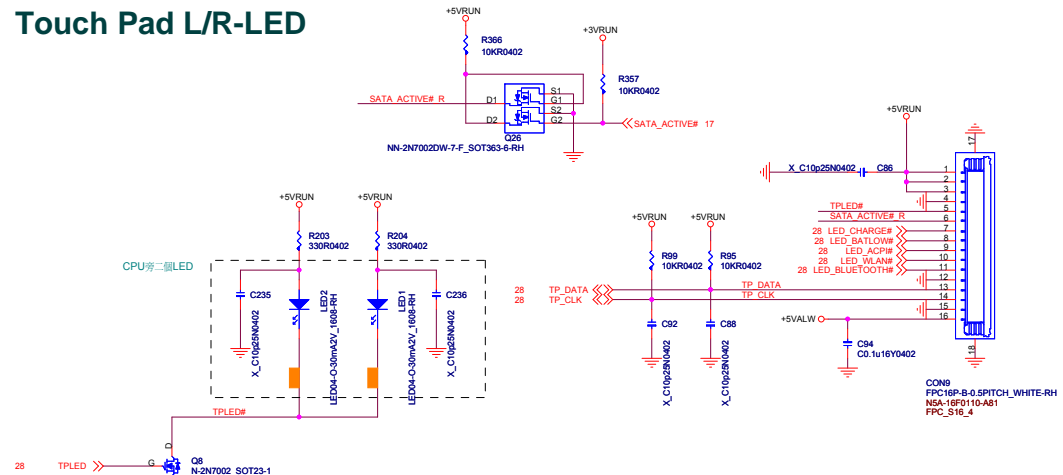 Touch Pad L/R-LED
+5VRUN
R366
10KR0402
+3VRUN
R357
10KR0402
SATA_ACTIVE#_R
D1
S1
G1
S2
D2
G2
SATA_ACTIVE# 17
Q26
NN-2N7002DW-7-F_SOT363-6-RH
+5VRUN
17
X_C10p25N0402
C86
1
2
3
4
TPLED#
5
SATA_ACTIVE#_R
6
28 LED_CHARGE#
7
28 LED_BATLOW#
8
28 LED_ACPI#
9
28 LED_WLAN#
10
28 LED_BLUETOOTH#
11
12
TP_DATA
13
TP_CLK
14
15
+5VALW
16
C94
C0.1u16Y0402
18
CON9
FPC16P-B-0.5PITCH_WHITE-RH
N5A-16F0110-A81
FPC_S16_4
+5VRUN
+5VRUN
R203
330R0402
R204
330R0402
CPU旁二個LED
C235
X_C10p25N0402
LED2
LED04-O-30mA2V_1608-RH
LED1
LED04-O-30mA2V_1608-RH
C236
X_C10p25N0402
TPLED#
D
28 TPLED
G
Q8
N-2N7002_SOT23-1
+5VRUN
+5VRUN
R99
10KR0402
R95
10KR0402
28 TP_DATA
28 TP_CLK
C92
X_C10p25N0402
C88
X_C10p25N0402